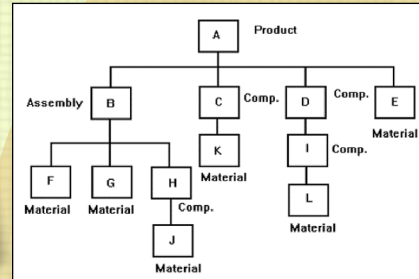 A Product
Assembly B C Comp. D Comp. E
K I Comp. Material
F G H Material
Material Material Comp. L
J Material
Material